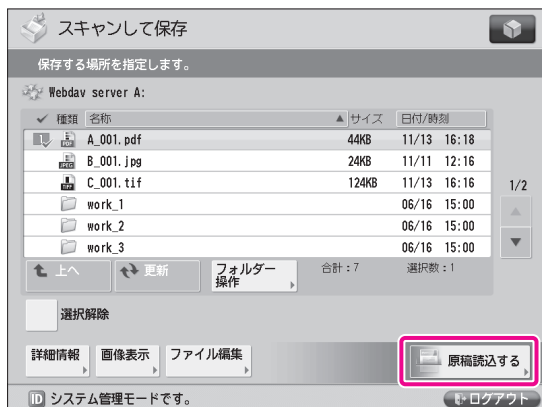 スキャンして保存
保存する場所を指定します。
Webdav server A:
✓ 種類 名称 ▲ サイズ 日付/時刻
1 PDF A_001.pdf 44KB 11/13 16:18
JPEG B_001.jpg 24KB 11/11 12:16
TIFF C_001.tif 124KB 11/13 16:16
1/2
work_1 06/16 15:00
work_2 06/16 15:00
work_3 06/16 15:00
上へ 更新 フォルダー操作 合計:7 選択数:1
選択解除
詳細情報 画像表示 ファイル編集 原稿読込する
ID システム管理モードです。 ログアウト